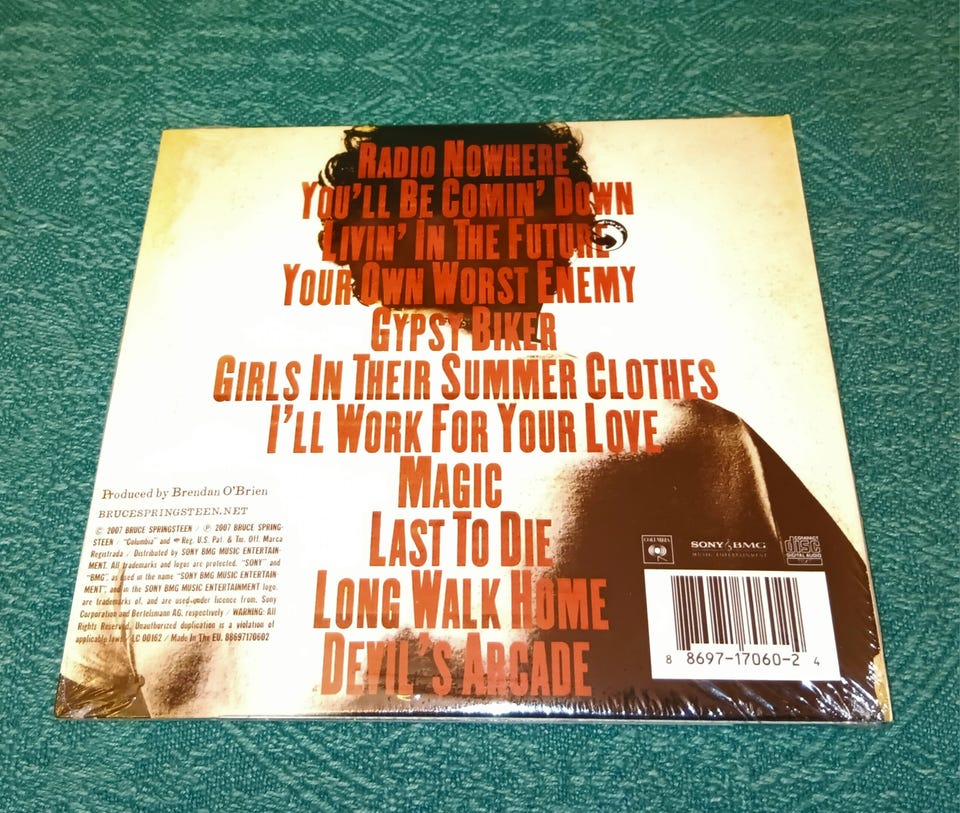 RADIO NOWHERE
YOU'LL BE COMIN' DOWN
LIVIN' IN THE FUTURE
YOUR OWN WORST ENEMY
GYPSY BIKER
GIRLS IN THEIR SUMMER CLOTHES
I'LL WORK FOR YOUR LOVE
MAGIC
LAST TO DIE
LONG WALK HOME
DEVIL'S ARCADE
Produced by Brendan O'Brien
BRUCESPRINGSTEEN.NET
© 2007 BRUCE SPRINGSTEEN / ℗ 2007 BRUCE SPRING-
STEEN / "Columbia" and Reg. U.S. Pat. & Tm. Off. Marca
Registrada / Distributed by SONY BMG MUSIC ENTERTAIN-
MENT. All trademarks and logos are protected. "SONY" and
"BMG", as used in the name "SONY BMG MUSIC ENTERTAIN-
MENT", and in the SONY BMG MUSIC ENTERTAINMENT logo,
are trademarks of, and are used under licence from, Sony
Corporation and Bertelsmann AG, respectively / WARNING: All
Rights Reserved. Unauthorized duplication is a violation of
applicable laws / LC 00162 / Made In The EU. 88697170602
COLUMBIA
SONY BMG
MUSIC ENTERTAINMENT
COMPACT
disc
DIGITAL AUDIO
8 8697-17060-2 4